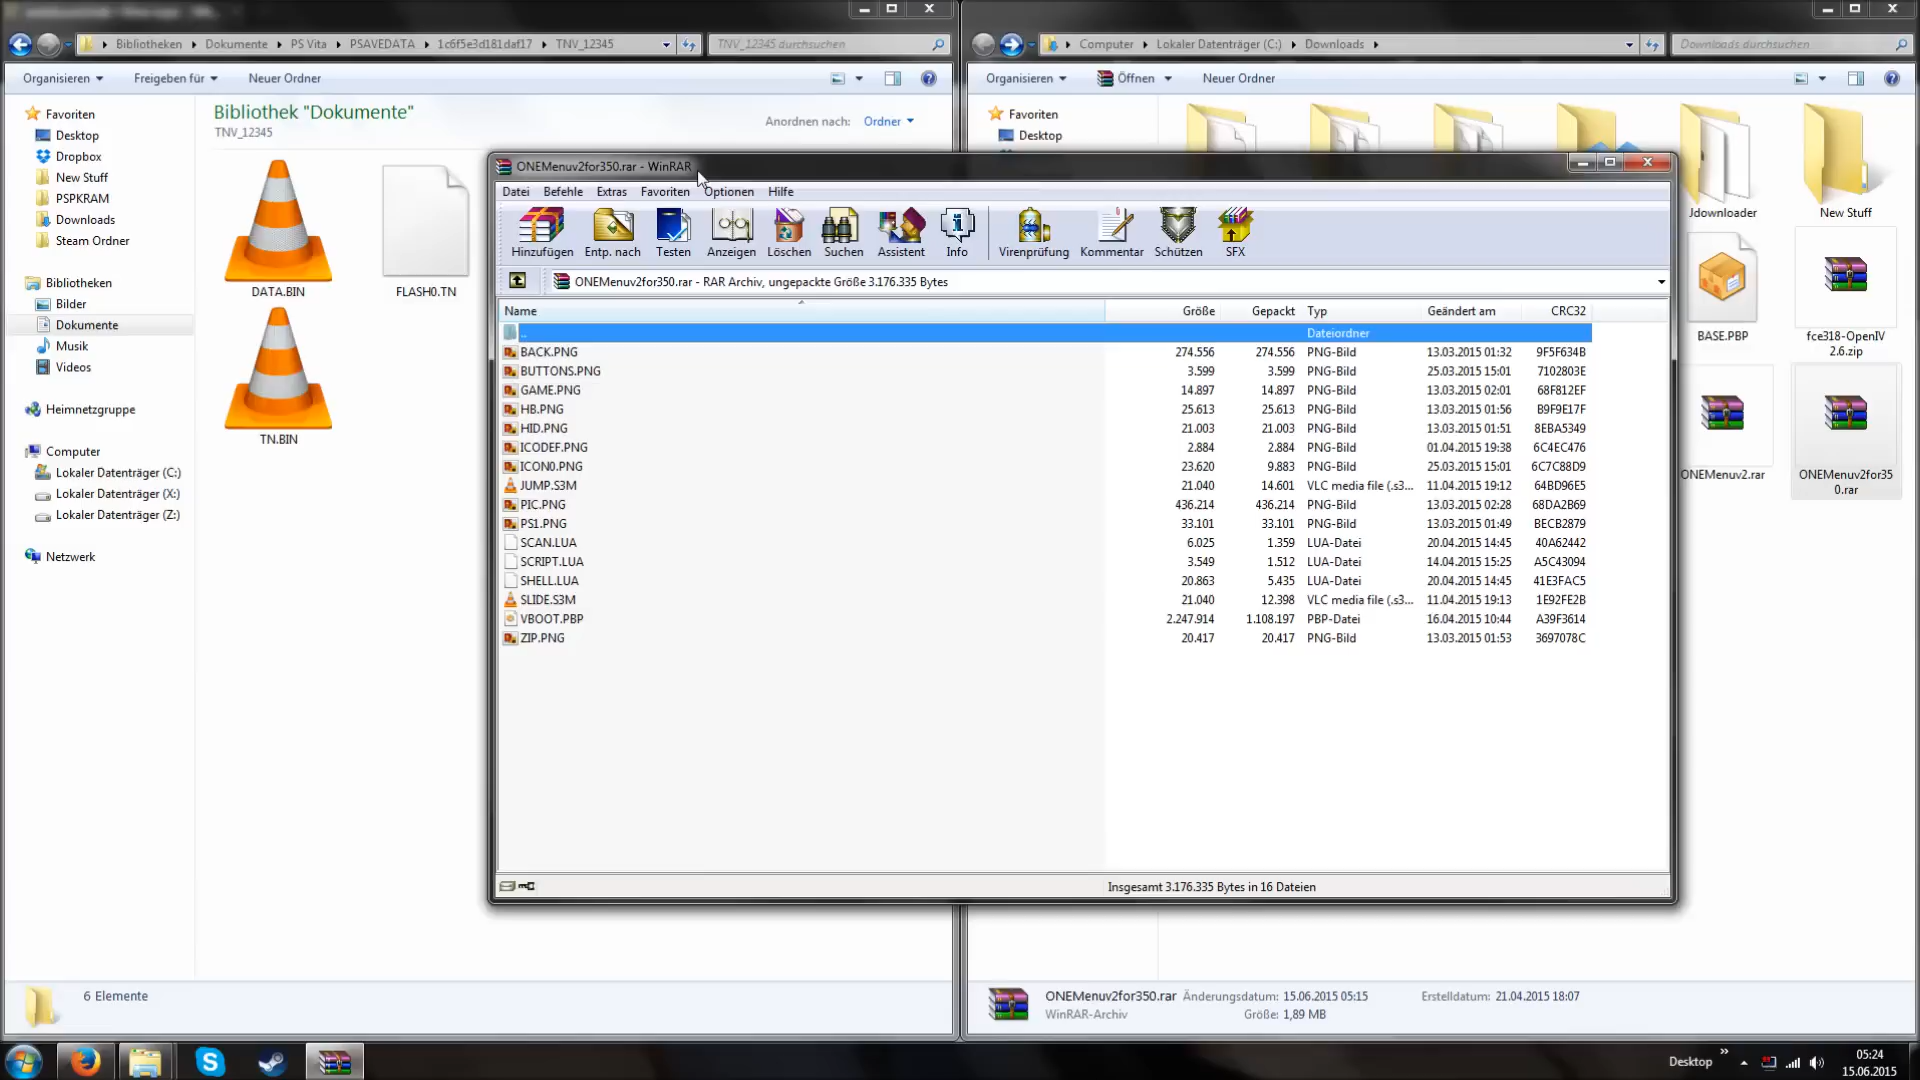 Bibliotheken Dokumente PS Vita PSAVEDATA 1c6f5e3d181daf17 TNV_12345
TNV_12345 durchsuchen
Organisieren Freigeben für Neuer Ordner
Favoriten
Desktop
Dropbox
New Stuff
PSPKRAM
Downloads
Steam Ordner
Bibliotheken
Bilder
Dokumente
Musik
Videos
Heimnetzgruppe
Computer
Lokaler Datenträger (C:)
Lokaler Datenträger (X:)
Lokaler Datenträger (Z:)
Netzwerk
Bibliothek "Dokumente"
TNV_12345
Anordnen nach: Ordner
DATA.BIN
FLASH0.TN
TN.BIN
6 Elemente
Computer Lokaler Datenträger (C:) Downloads
Downloads durchsuchen
Organisieren Öffnen Neuer Ordner
Favoriten
Desktop
Jdownloader
New Stuff
BASE.PBP
fce318-OpenIV
2.6.zip
ONEMenuv2.rar
ONEMenuv2for35
0.rar
ONEMenuv2for350.rar Änderungsdatum: 15.06.2015 05:15 Erstelldatum: 21.04.2015 18:07
WinRAR-Archiv Größe: 1,89 MB
ONEMenuv2for350.rar - WinRAR
Datei Befehle Extras Favoriten Optionen Hilfe
Hinzufügen Entp. nach Testen Anzeigen Löschen Suchen Assistent Info Virenprüfung Kommentar Schützen SFX
ONEMenuv2for350.rar - RAR Archiv, ungepackte Größe 3.176.335 Bytes
Name Größe Gepackt Typ Geändert am CRC32
.. Dateiordner
BACK.PNG 274.556 274.556 PNG-Bild 13.03.2015 01:32 9F5F634B
BUTTONS.PNG 3.599 3.599 PNG-Bild 25.03.2015 15:01 7102803E
GAME.PNG 14.897 14.897 PNG-Bild 13.03.2015 02:01 68F812EF
HB.PNG 25.613 25.613 PNG-Bild 13.03.2015 01:56 B9F9E17F
HID.PNG 21.003 21.003 PNG-Bild 13.03.2015 01:51 8EBA5349
ICODEF.PNG 2.884 2.884 PNG-Bild 01.04.2015 19:38 6C4EC476
ICON0.PNG 23.620 9.883 PNG-Bild 25.03.2015 15:01 6C7C88D9
JUMP.S3M 21.040 14.601 VLC media file (.s3... 11.04.2015 19:12 64BD96E5
PIC.PNG 436.214 436.214 PNG-Bild 13.03.2015 02:28 68DA2B69
PS1.PNG 33.101 33.101 PNG-Bild 13.03.2015 01:49 BECB2879
SCAN.LUA 6.025 1.359 LUA-Datei 20.04.2015 14:45 40A62442
SCRIPT.LUA 3.549 1.512 LUA-Datei 14.04.2015 15:25 A5C43094
SHELL.LUA 20.863 5.435 LUA-Datei 20.04.2015 14:45 41E3FAC5
SLIDE.S3M 21.040 12.398 VLC media file (.s3... 11.04.2015 19:13 1E92FE2B
VBOOT.PBP 2.247.914 1.108.197 PBP-Datei 16.04.2015 10:44 A39F3614
ZIP.PNG 20.417 20.417 PNG-Bild 13.03.2015 01:53 3697078C
Insgesamt 3.176.335 Bytes in 16 Dateien
Desktop
05:24
15.06.2015